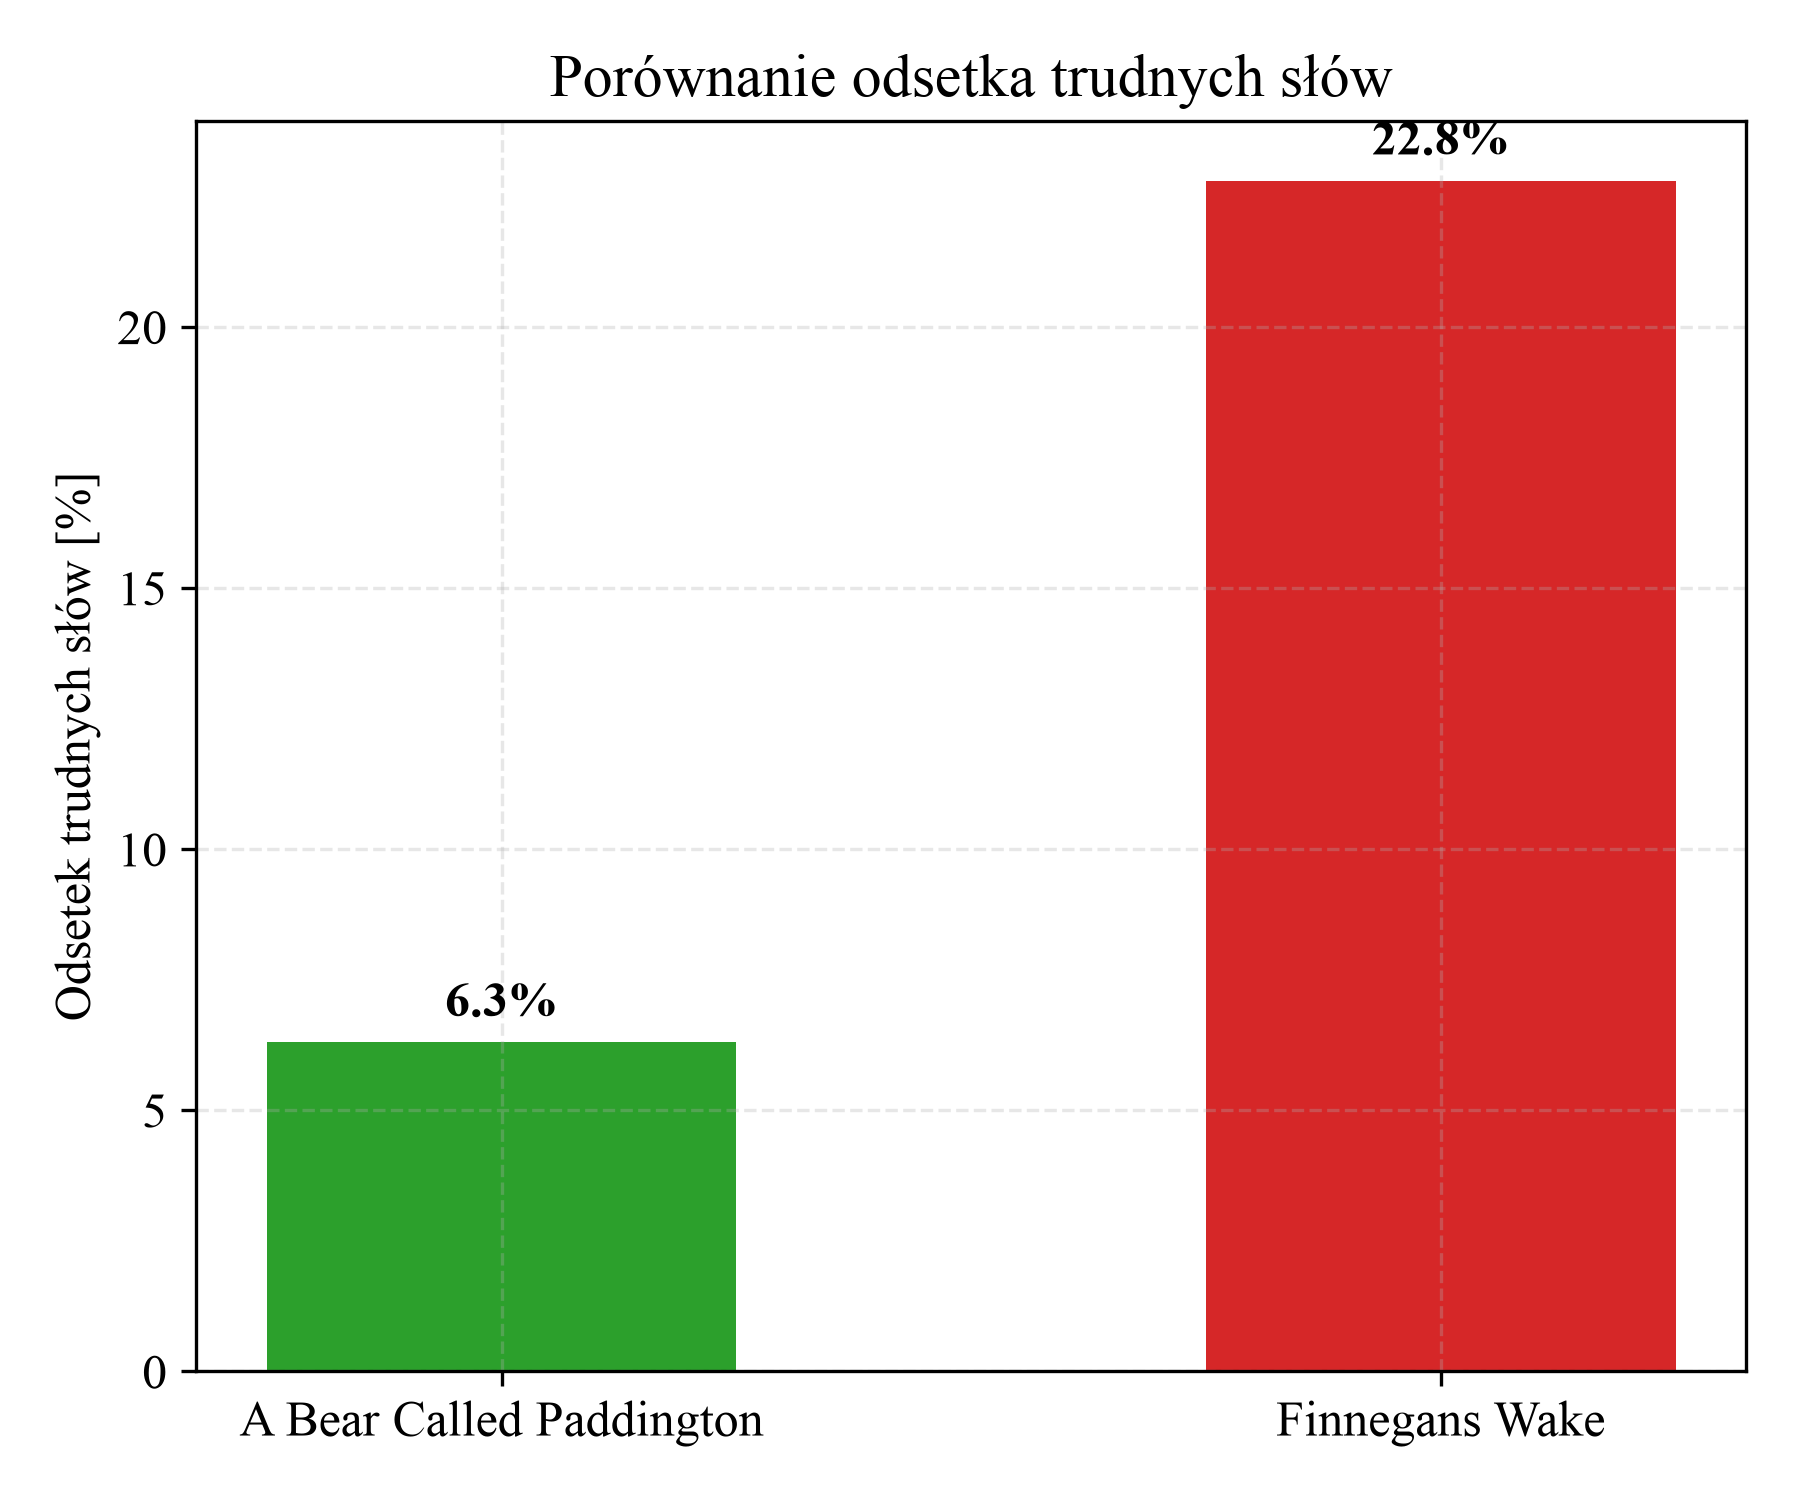 Porównanie odsetka trudnych słów
Odsetek trudnych słów [%]
20
15
10
5
0
22.8%
6.3%
A Bear Called Paddington
Finnegans Wake